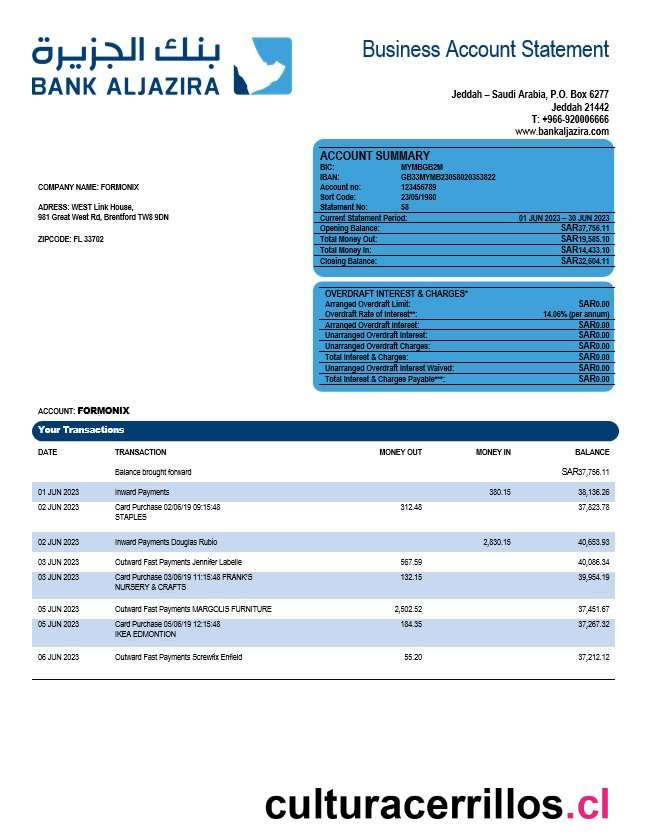 بنك الجزيرة
BANK ALJAZIRA
Business Account Statement
Jeddah – Saudi Arabia, P.O. Box 6277
Jeddah 21442
T: +966-920006666
www.bankaljazira.com
COMPANY NAME: FORMONIX
ADRESS: WEST Link House,
981 Great West Rd, Brentford TW8 9DN
ZIPCODE: FL 33702
ACCOUNT SUMMARY
BIC: MYMBGB2M
IBAN: GB33MYMB23058020353822
Account no: 123456789
Sort Code: 23/05/1980
Statement No: 58
Current Statement Period: 01 JUN 2023 – 30 JUN 2023
Opening Balance: SAR37,756.11
Total Money Out: SAR19,585.10
Total Money In: SAR14,433.10
Closing Balance: SAR32,604.11
OVERDRAFT INTEREST & CHARGES*
Arranged Overdraft Limit: SAR0.00
Overdraft Rate of Interest**: 14.06% (per annum)
Arranged Overdraft Interest: SAR0.00
Unarranged Overdraft Interest: SAR0.00
Unarranged Overdraft Charges: SAR0.00
Total Interest & Charges: SAR0.00
Unarranged Overdraft Interest Waived: SAR0.00
Total Interest & Charges Payable***: SAR0.00
ACCOUNT: FORMONIX
Your Transactions
DATE TRANSACTION MONEY OUT MONEY IN BALANCE
Balance brought forward SAR37,756.11
01 JUN 2023 Inward Payments 380.15 38,136.26
02 JUN 2023 Card Purchase 02/06/19 09:15:48 312.48 37,823.78
STAPLES
02 JUN 2023 Inward Payments Douglas Rubio 2,830.15 40,653.93
03 JUN 2023 Outward Fast Payments Jennifer Labelle 567.59 40,086.34
03 JUN 2023 Card Purchase 03/06/19 11:15:48 FRANK'S 132.15 39,954.19
NURSERY & CRAFTS
05 JUN 2023 Outward Fast Payments MARGOLIS FURNITURE 2,502.52 37,451.67
05 JUN 2023 Card Purchase 05/06/19 12:15:48 184.35 37,267.32
IKEA EDMONTION
06 JUN 2023 Outward Fast Payments Screwfix Enfield 55.20 37,212.12
culturacerrillos.cl